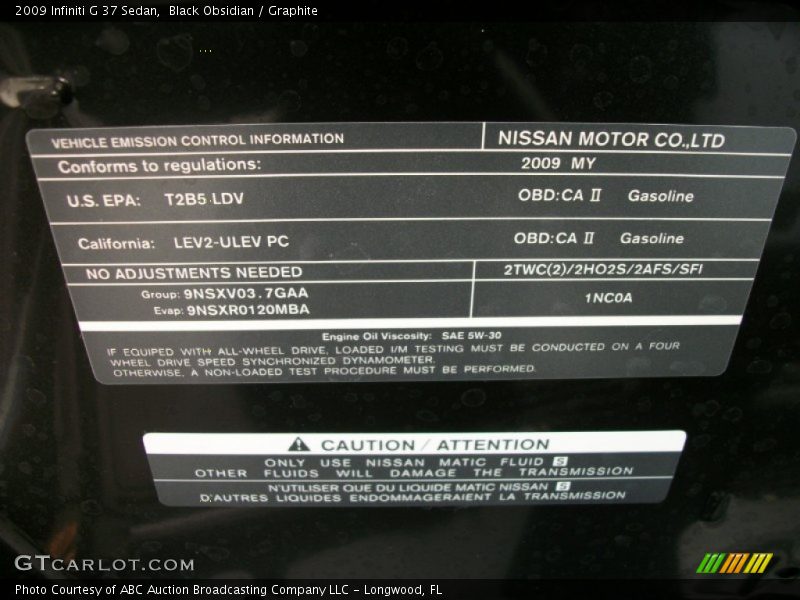 2009 Infiniti G 37 Sedan, Black Obsidian / Graphite
VEHICLE EMISSION CONTROL INFORMATION NISSAN MOTOR CO.,LTD
Conforms to regulations: 2009 MY
U.S. EPA: T2B5 LDV OBD:CA II Gasoline
California: LEV2-ULEV PC OBD:CA II Gasoline
NO ADJUSTMENTS NEEDED 2TWC(2)/2HO2S/2AFS/SFI
Group: 9NSXV03.7GAA 1NC0A
Evap: 9NSXR0120MBA
Engine Oil Viscosity: SAE 5W-30
IF EQUIPED WITH ALL-WHEEL DRIVE, LOADED I/M TESTING MUST BE CONDUCTED ON A FOUR
WHEEL DRIVE SPEED SYNCHRONIZED DYNAMOMETER.
OTHERWISE, A NON-LOADED TEST PROCEDURE MUST BE PERFORMED.
CAUTION / ATTENTION
ONLY USE NISSAN MATIC FLUID S
OTHER FLUIDS WILL DAMAGE THE TRANSMISSION
N'UTILISER QUE DU LIQUIDE MATIC NISSAN S
D'AUTRES LIQUIDES ENDOMMAGERAIENT LA TRANSMISSION
GTCARLOT.COM
Photo Courtesy of ABC Auction Broadcasting Company LLC - Longwood, FL